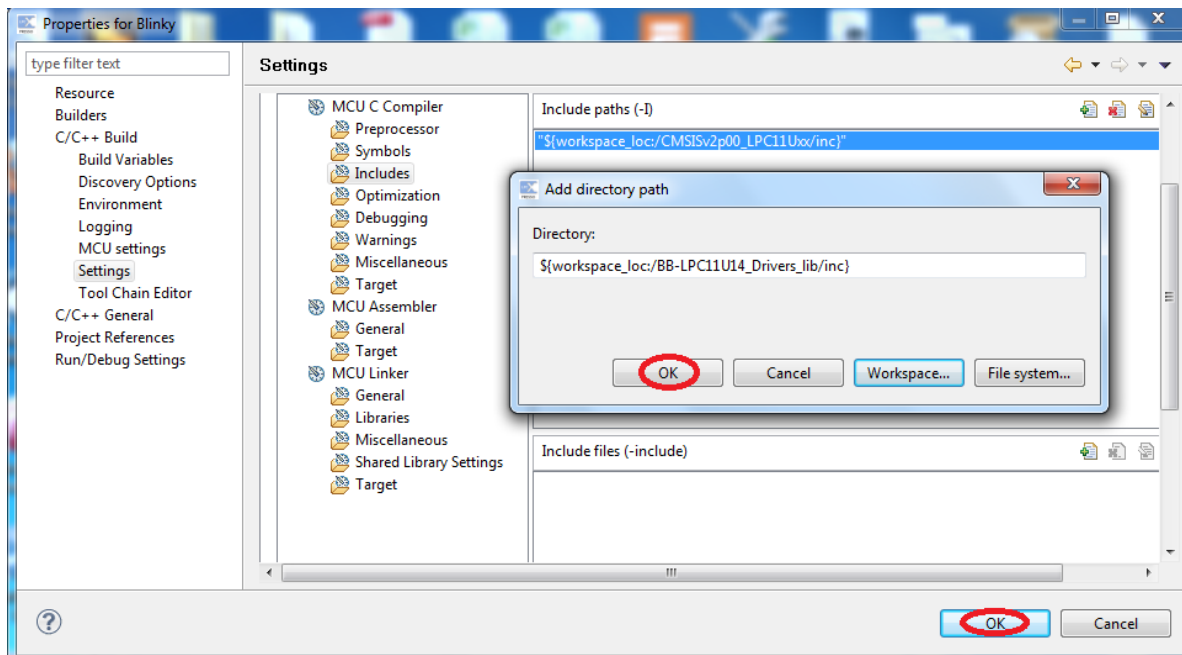 Properties for Blinky
type filter text
Resource
Builders
C/C++ Build
Build Variables
Discovery Options
Environment
Logging
MCU settings
Settings
Tool Chain Editor
C/C++ General
Project References
Run/Debug Settings
Settings
MCU C Compiler
Preprocessor
Symbols
Includes
Optimization
Debugging
Warnings
Miscellaneous
Target
MCU Assembler
General
Target
MCU Linker
General
Libraries
Miscellaneous
Shared Library Settings
Target
Include paths (-I)
"${workspace_loc:/CMSISv2p00_LPC11Uxx/inc}"
Add directory path
Directory:
${workspace_loc:/BB-LPC11U14_Drivers_lib/inc}
OK Cancel Workspace... File system...
Include files (-include)
OK Cancel